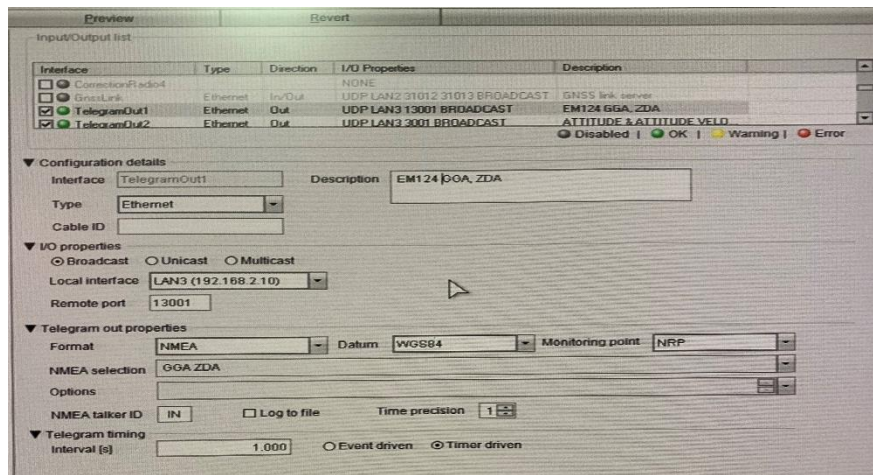 Preview Revert
Input/Output list
Interface Type Direction I/O Properties Description
CorrectionRadio4 NONE
GnssLink Ethernet In/Out UDP LAN2 31012 31013 BROADCAST GNSS link server
TelegramOut1 Ethernet Out UDP LAN3 13001 BROADCAST EM124 GGA, ZDA
TelegramOut2 Ethernet Out UDP LAN3 3001 BROADCAST ATTITUDE & ATTITUDE VELO...
Disabled | OK | Warning | Error
Configuration details
Interface TelegramOut1 Description EM124 GGA, ZDA
Type Ethernet
Cable ID
I/O properties
Broadcast Unicast Multicast
Local interface LAN3 (192.168.2.10)
Remote port 13001
Telegram out properties
Format NMEA Datum WGS84 Monitoring point NRP
NMEA selection GGA ZDA
Options
NMEA talker ID IN Log to file Time precision 1
Telegram timing
Interval [s] 1.000 Event driven Timer driven